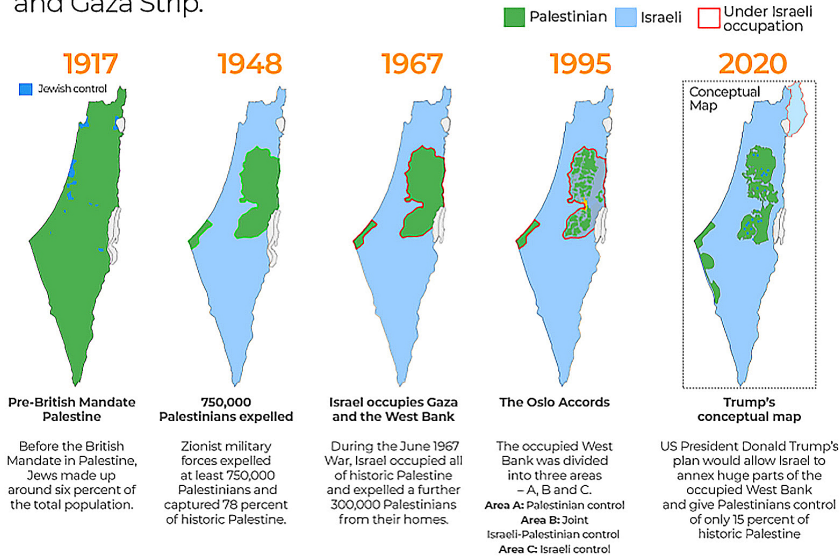 and Gaza Strip.
Palestinian
Israeli
Under Israeli
occupation
1917
1948
1967
1995
2020
Jewish control
Conceptual
Map
Pre-British Mandate
Palestine
Before the British
Mandate in Palestine,
Jews made up
around six percent of
the total population.
750,000
Palestinians expelled
Zionist military
forces expelled
at least 750,000
Palestinians and
captured 78 percent
of historic Palestine.
Israel occupies Gaza
and the West Bank
During the June 1967
War, Israel occupied all
of historic Palestine
and expelled a further
300,000 Palestinians
from their homes.
The Oslo Accords
The occupied West
Bank was divided
into three areas
– A, B and C.
Area A: Palestinian control
Area B: Joint
Israeli-Palestinian control
Area C: Israeli control
Trump's
conceptual map
US President Donald Trump's
plan would allow Israel to
annex huge parts of the
occupied West Bank
and give Palestinians control
of only 15 percent of
historic Palestine